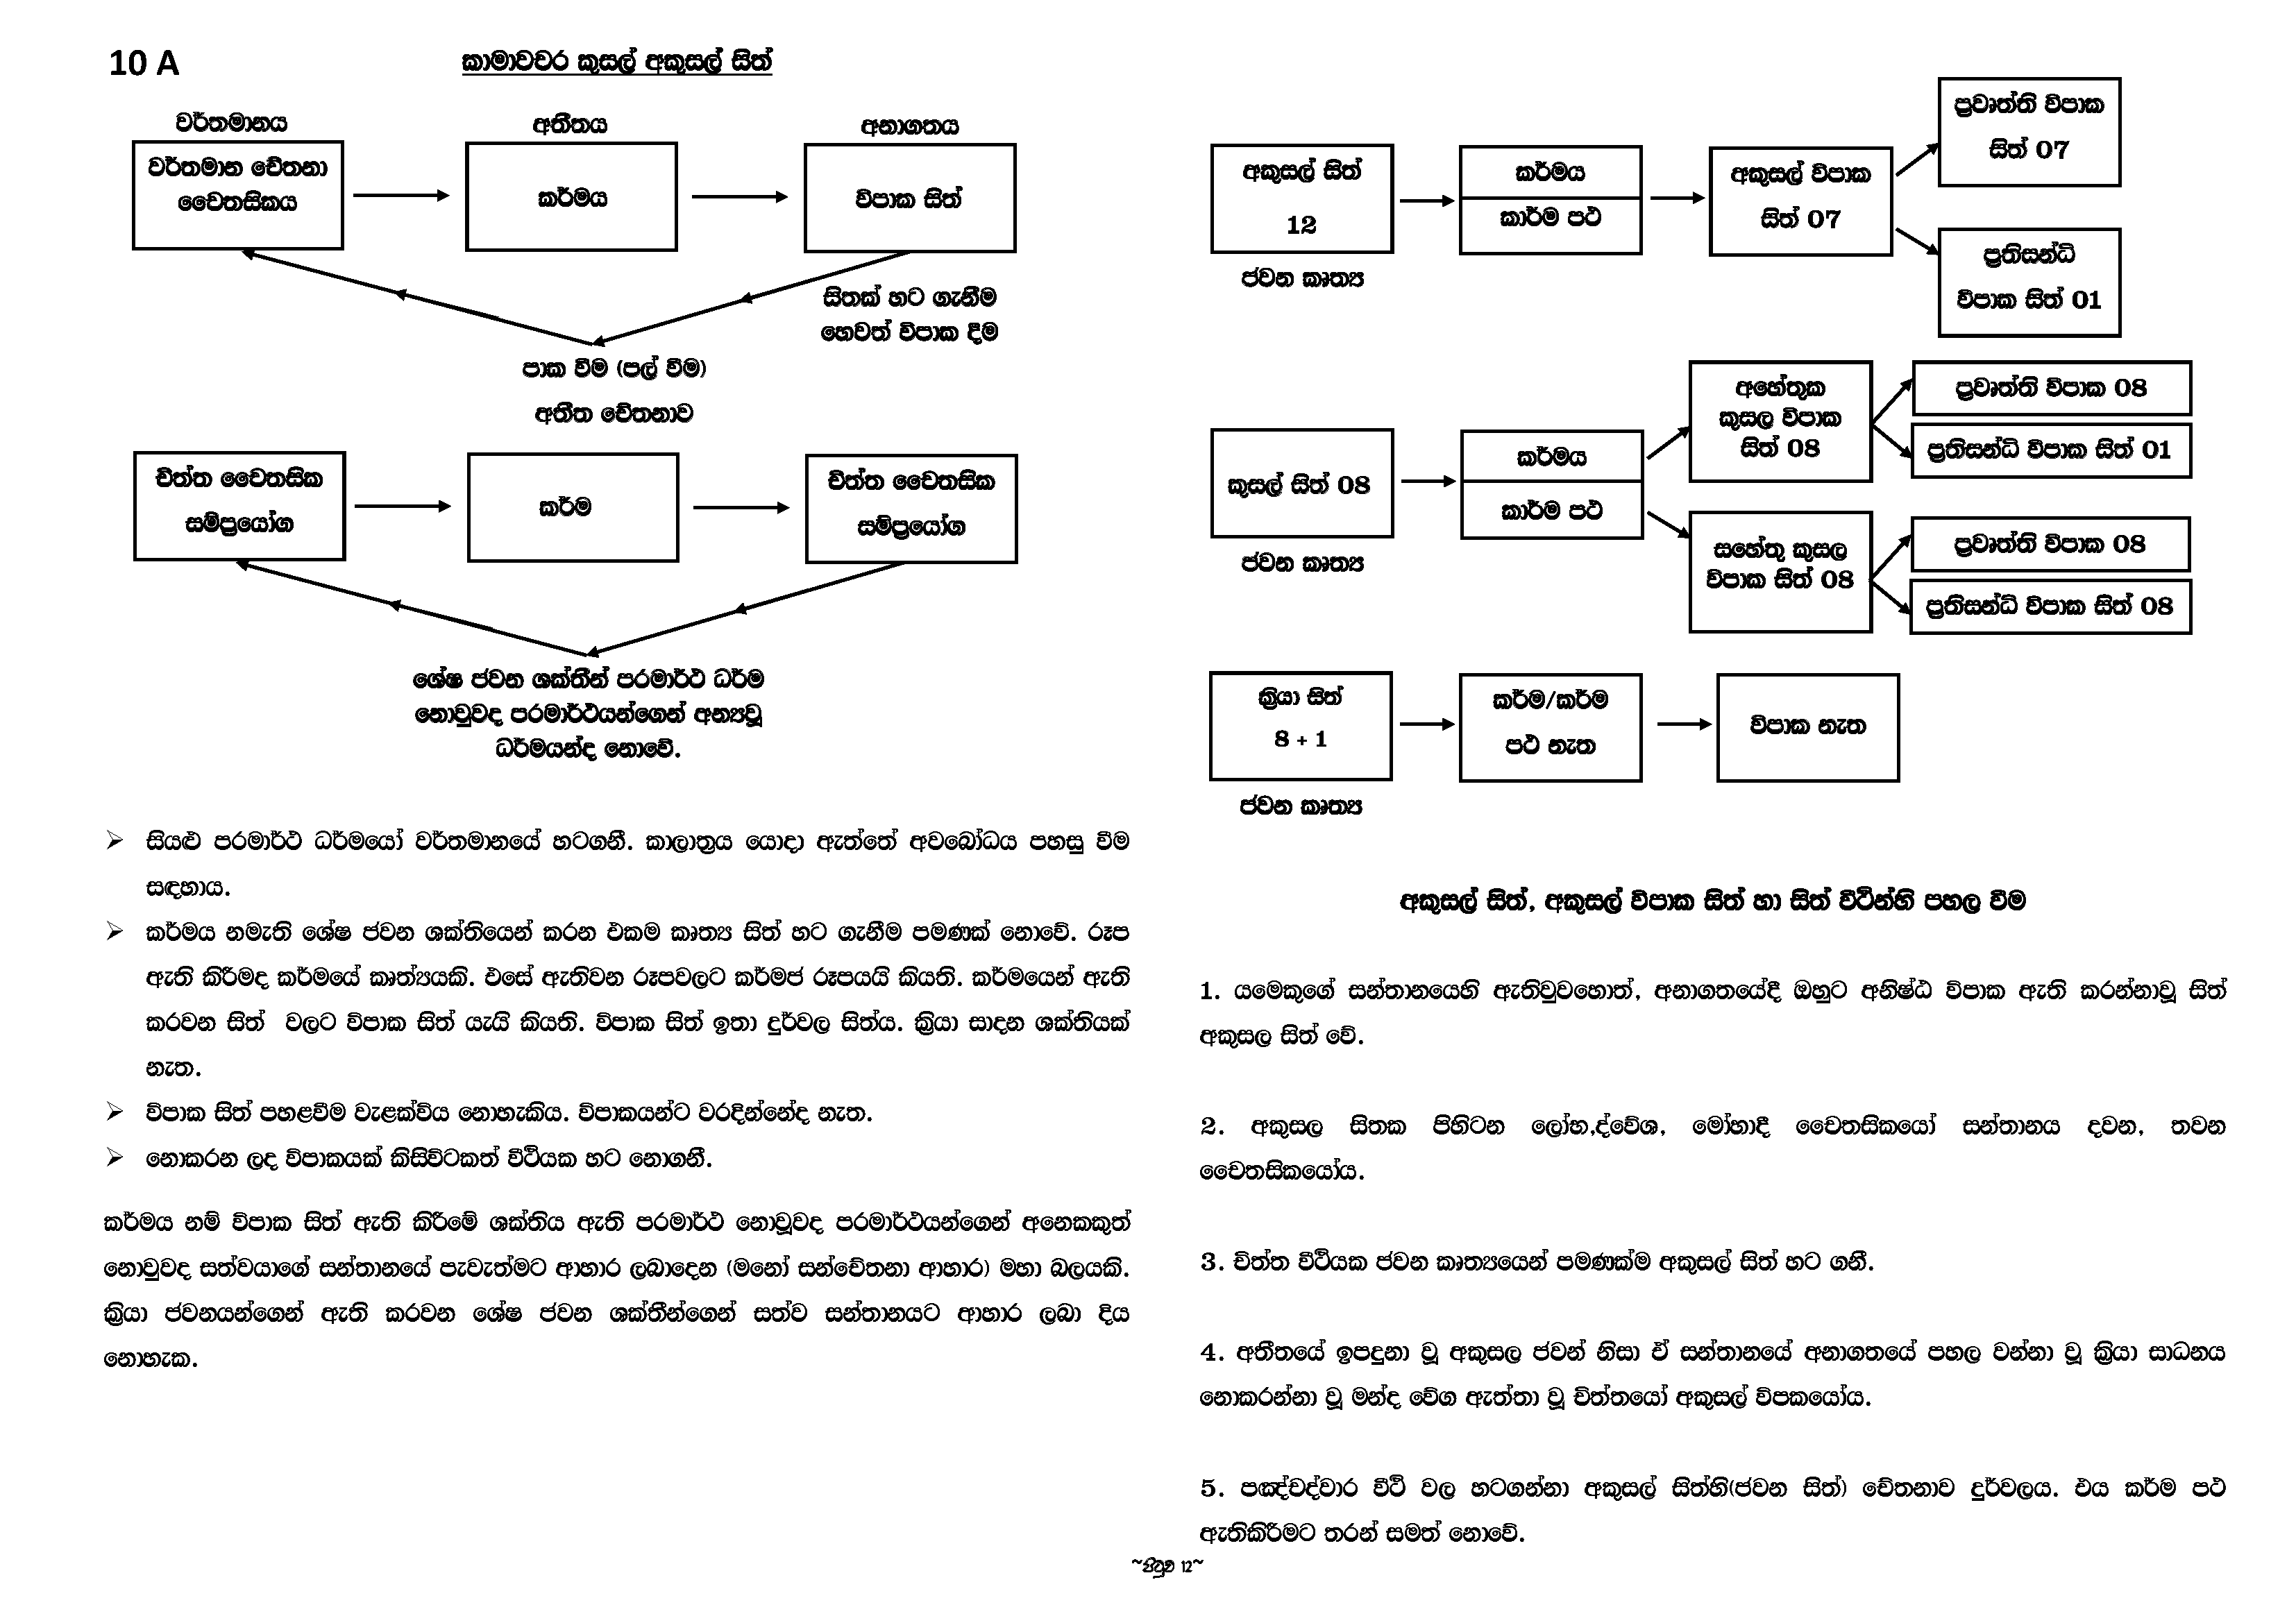 10 A
කාමාවචර කුසල් අකුසල් සිත්
වර්තමානය
අතීතය
අනාගතය
වර්තමාන චේතනා
චෛතසිකය
කර්මය
විපාක සිත්
සිතක් හට ගැනීම
හෙවත් විපාක දීම
පාක වීම (පල් වීම)
අතීත චේතනාව
චිත්ත චෛතසික
සම්ප්‍රයෝග
කර්ම
චිත්ත චෛතසික
සම්ප්‍රයෝග
ශේෂ ජවන ශක්තීන් පරමාර්ථ ධර්ම
නොවුවද පරමාර්ථයන්ගෙන් අන්‍යවූ
ධර්මයන්ද නොවේ.
සියළු පරමාර්ථ ධර්මයෝ වර්තමානයේ හටගනී. කාලාත්‍රය යොදා ඇත්තේ අවබෝධය පහසු වීම
සඳහාය.
කර්මය නමැති ශේෂ ජවන ශක්තියෙන් කරන එකම කෘත්‍ය සිත් හට ගැනීම පමණක් නොවේ. රූප
ඇති කිරීමද කර්මයේ කෘත්‍යයකි. එසේ ඇතිවන රූපවලට කර්මජ රූපයයි කියති. කර්මයෙන් ඇති
කරවන සිත් වලට විපාක සිත් යැයි කියති. විපාක සිත් ඉතා දුර්වල සිත්ය. ක්‍රියා සාදන ශක්තියක්
නැත.
විපාක සිත් පහළවීම වැළක්විය නොහැකිය. විපාකයන්ට වරදින්නේද නැත.
නොකරන ලද විපාකයක් කිසිවිටකත් වීථියක හට නොගනී.
කර්මය නම් විපාක සිත් ඇති කිරීමේ ශක්තිය ඇති පරමාර්ථ නොවූවද පරමාර්ථයන්ගෙන් අනෙකකුත්
නොවුවද සත්වයාගේ සන්තානයේ පැවැත්මට ආහාර ලබාදෙන (මනෝ සන්චේතනා ආහාර) මහා බලයකි.
ක්‍රියා ජවනයන්ගෙන් ඇති කරවන ශේෂ ජවන ශක්තීන්ගෙන් සත්ව සන්තානයට ආහාර ලබා දිය
නොහැක.
අකුසල් සිත්
12
ජවන කෘත්‍ය
කර්මය
කාර්ම පථ
අකුසල් විපාක
සිත් 07
ප්‍රවෘත්ති විපාක
සිත් 07
ප්‍රතිසන්ධි
විපාක සිත් 01
කුසල් සිත් 08
ජවන කෘත්‍ය
කර්මය
කාර්ම පථ
අහේතුක
කුසල විපාක
සිත් 08
ප්‍රවෘත්ති විපාක 08
ප්‍රතිසන්ධි විපාක සිත් 01
සහේතු කුසල
විපාක සිත් 08
ප්‍රවෘත්ති විපාක 08
ප්‍රතිසන්ධි විපාක සිත් 08
ක්‍රියා සිත්
8 + 1
ජවන කෘත්‍ය
කර්ම/කර්ම
පථ නැත
විපාක නැත
අකුසල් සිත්, අකුසල් විපාක සිත් හා සිත් වීථින්හි පහල වීම
1. යමෙකුගේ සන්තානයෙහි ඇතිවුවහොත්, අනාගතයේදී ඔහුට අනිෂ්ඨ විපාක ඇති කරන්නාවූ සිත්
අකුසල සිත් වේ.
2. අකුසල සිතක පිහිටන ලෝභ,ද්වේශ, මෝහාදී චෛතසිකයෝ සන්තානය දවන, තවන
චෛතසිකයෝය.
3. චිත්ත වීථියක ජවන කෘත්‍යයෙන් පමණක්ම අකුසල් සිත් හට ගනී.
4. අතීතයේ ඉපදුනා වූ අකුසල ජවන් නිසා ඒ සන්තානයේ අනාගතයේ පහල වන්නා වූ ක්‍රියා සාධනය
නොකරන්නා වූ මන්ද වේග ඇත්තා වූ චිත්තයෝ අකුසල් විපකයෝය.
5. පඤ්චද්වාර වීථි වල හටගන්නා අකුසල් සිත්හි(ජවන සිත්) චේතනාව දුර්වලය. එය කර්ම පථ
ඇතිකිරීමට තරන් සමත් නොවේ.
~පිටුව 12~